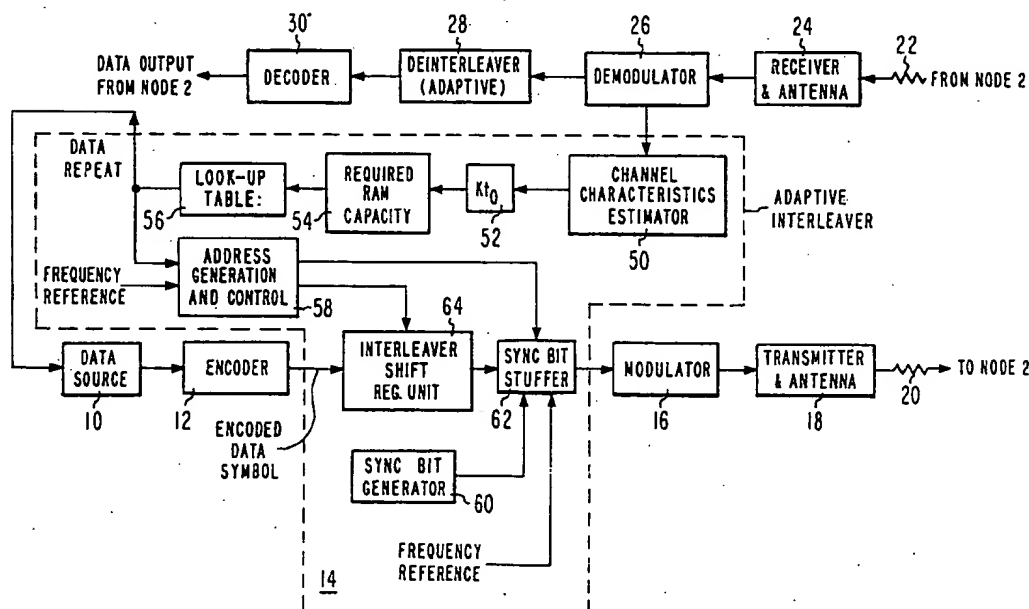 30
28
26
24
22
DATA OUTPUT
FROM NODE 2
DECODER
DEINTERLEAVER
(ADAPTIVE)
DEMODULATOR
RECEIVER
& ANTENNA
FROM NODE 2
DATA
REPEAT
LOOK-UP
TABLE:
56
REQUIRED
RAM
CAPACITY
54
Kt0
52
CHANNEL
CHARACTERISTICS
ESTIMATOR
50
ADAPTIVE
INTERLEAVER
FREQUENCY
REFERENCE
ADDRESS
GENERATION
AND CONTROL
58
64
DATA
SOURCE
10
ENCODER
12
INTERLEAVER
SHIFT
REG. UNIT
SYNC BIT
STUFFER
62
MODULATOR
16
TRANSMITTER
& ANTENNA
18
20
TO NODE 2
ENCODED
DATA
SYMBOL
SYNC BIT
GENERATOR
60
FREQUENCY
REFERENCE
14